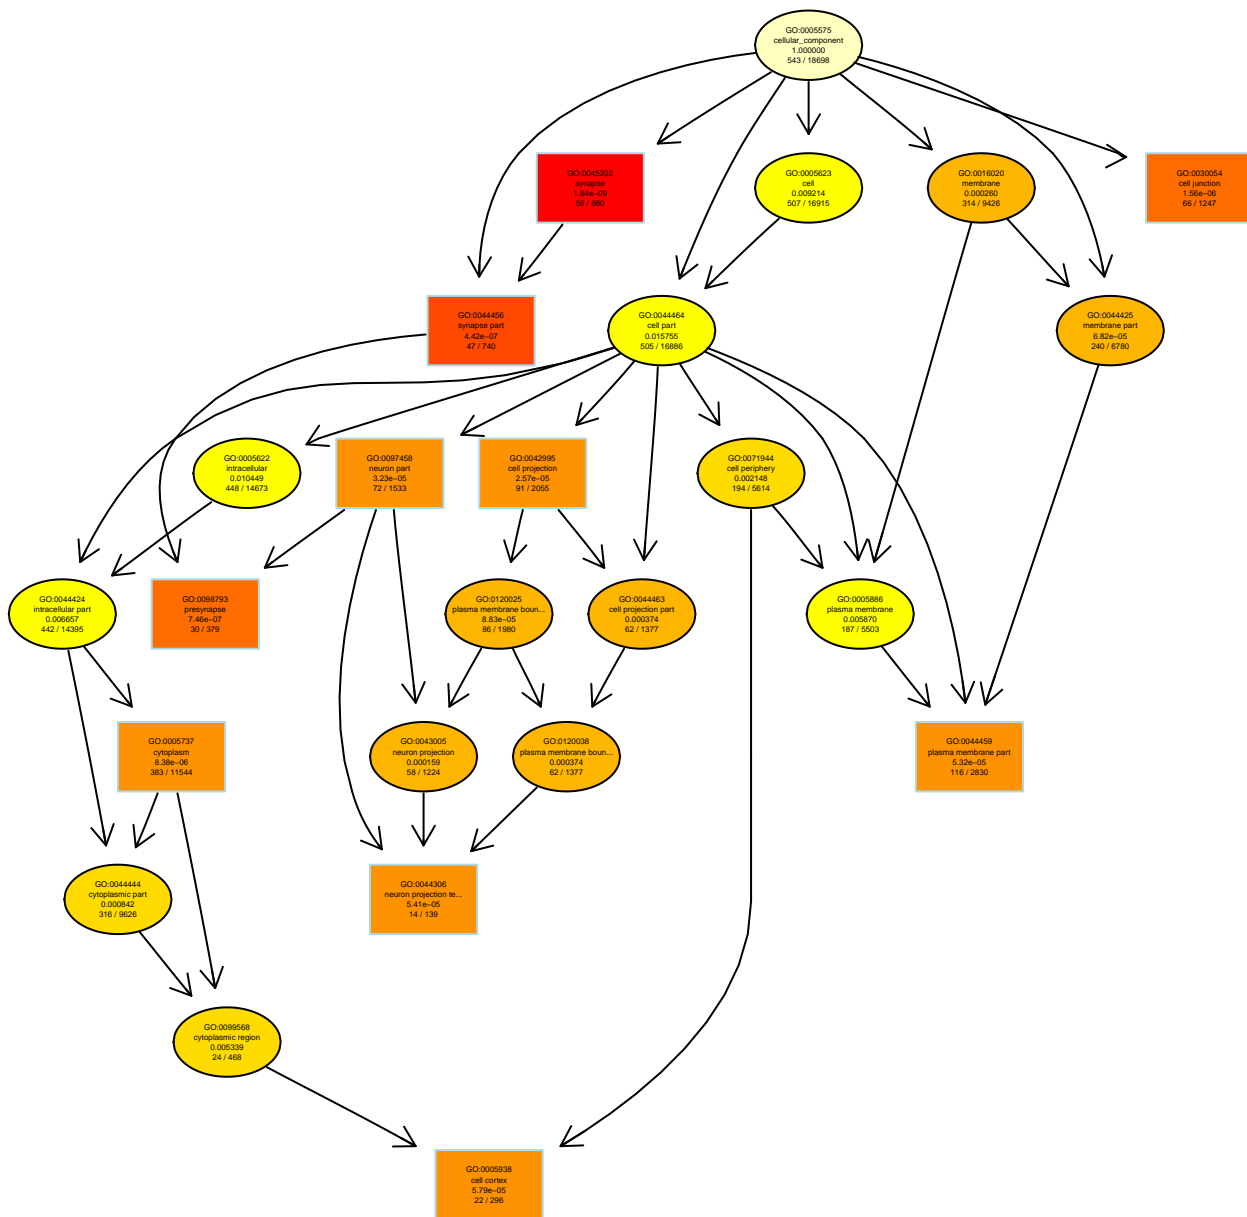 GO:0005575
cellular_component
1.000000
543 / 18698
GO:0045202
synapse
1.64e−09
59 / 880
GO:0005623
cell
0.009214
507 / 16915
GO:0016020
membrane
0.000260
314 / 9426
GO:0030054
cell junction
1.56e−06
66 / 1247
GO:0044456
synapse part
4.42e−07
47 / 740
GO:0044464
cell part
0.015755
505 / 16886
GO:0044425
membrane part
6.82e−05
240 / 6780
GO:0005622
intracellular
0.010449
448 / 14673
GO:0097458
neuron part
3.23e−05
72 / 1533
GO:0042995
cell projection
2.57e−05
91 / 2055
GO:0071944
cell periphery
0.002148
194 / 5614
GO:0044424
intracellular part
0.006657
442 / 14395
GO:0098793
presynapse
7.46e−07
30 / 379
GO:0120025
plasma membrane boun...
8.83e−05
86 / 1980
GO:0044463
cell projection part
0.000374
62 / 1377
GO:0005886
plasma membrane
0.005870
187 / 5503
GO:0005737
cytoplasm
8.38e−06
383 / 11544
GO:0043005
neuron projection
0.000159
58 / 1224
GO:0120038
plasma membrane boun...
0.000374
62 / 1377
GO:0044459
plasma membrane part
5.32e−05
116 / 2830
GO:0044444
cytoplasmic part
0.000842
316 / 9626
GO:0044306
neuron projection te...
5.41e−05
14 / 139
GO:0099568
cytoplasmic region
0.005339
24 / 468
GO:0005938
cell cortex
5.79e−05
22 / 296